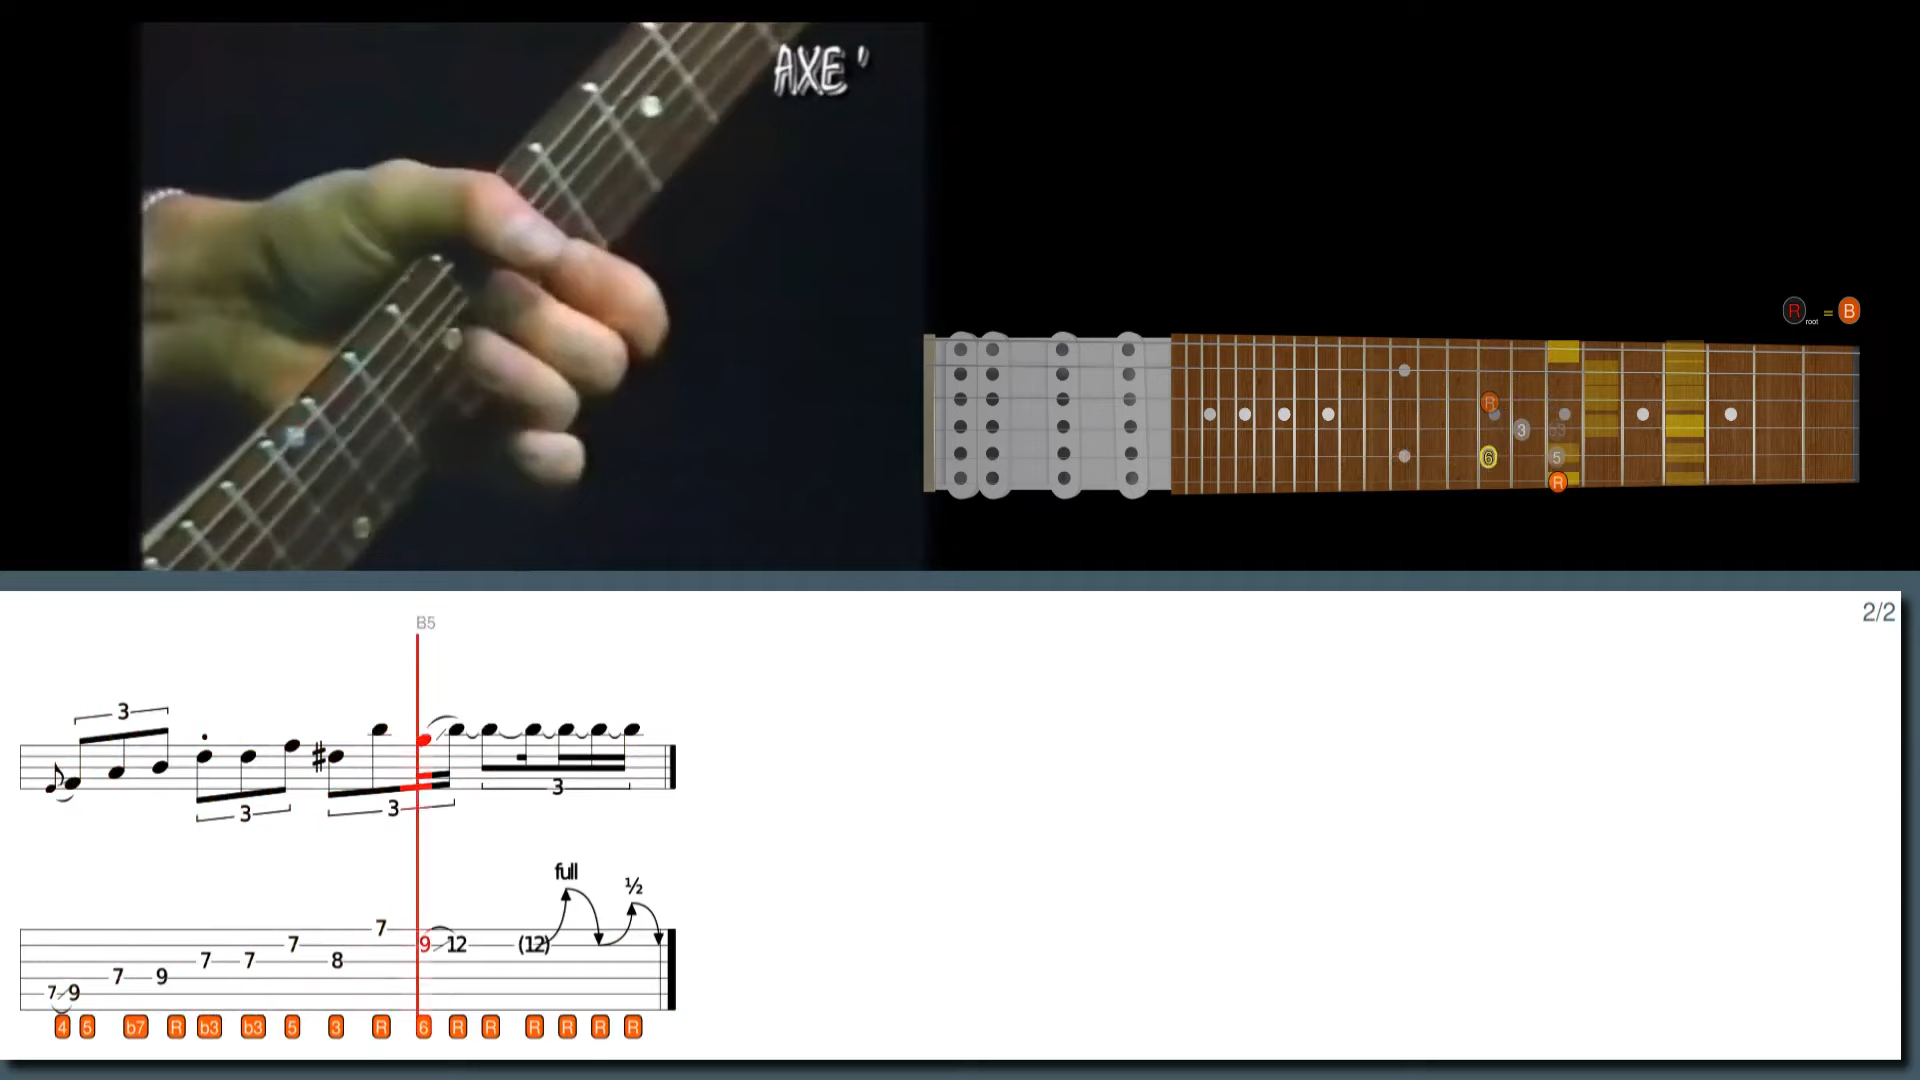 AXE '
R root = B
R
3 b3
6 5
R
2/2
B5
3
3
3
3
full
½
7
9 12 (12)
7 7 7 8
7 9
7 9
4 5 b7 R b3 b3 5 3 R 6 R R R R R R